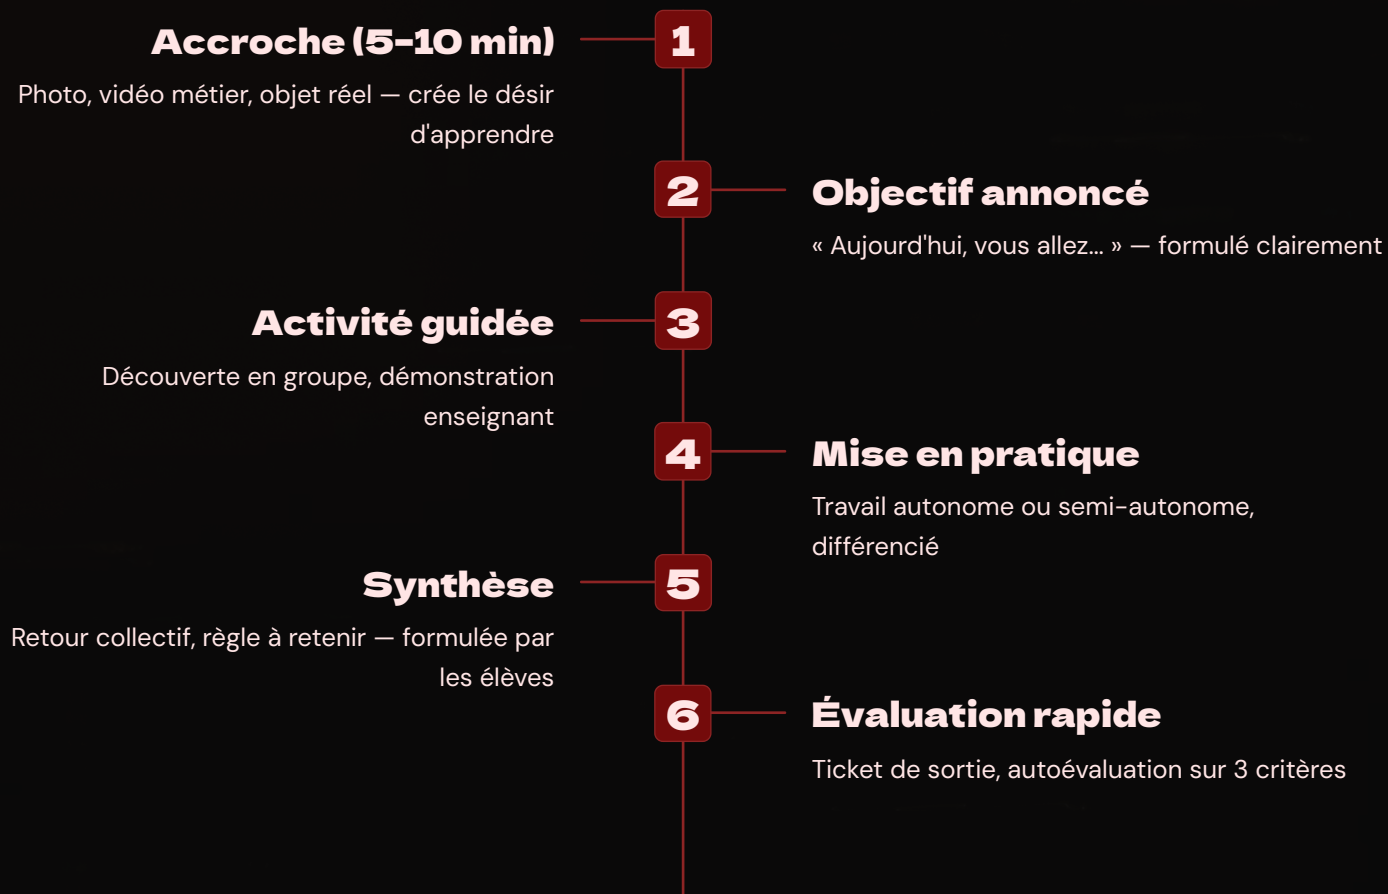 Accroche (5-10 min)
1
Photo, vidéo métier, objet réel — crée le désir
d'apprendre
2
Objectif annoncé
« Aujourd'hui, vous allez... » — formulé clairement
Activité guidée
3
Découverte en groupe, démonstration
enseignant
4
Mise en pratique
Travail autonome ou semi-autonome,
différencié
Synthèse
5
Retour collectif, règle à retenir — formulée par
les élèves
6
Évaluation rapide
Ticket de sortie, autoévaluation sur 3 critères